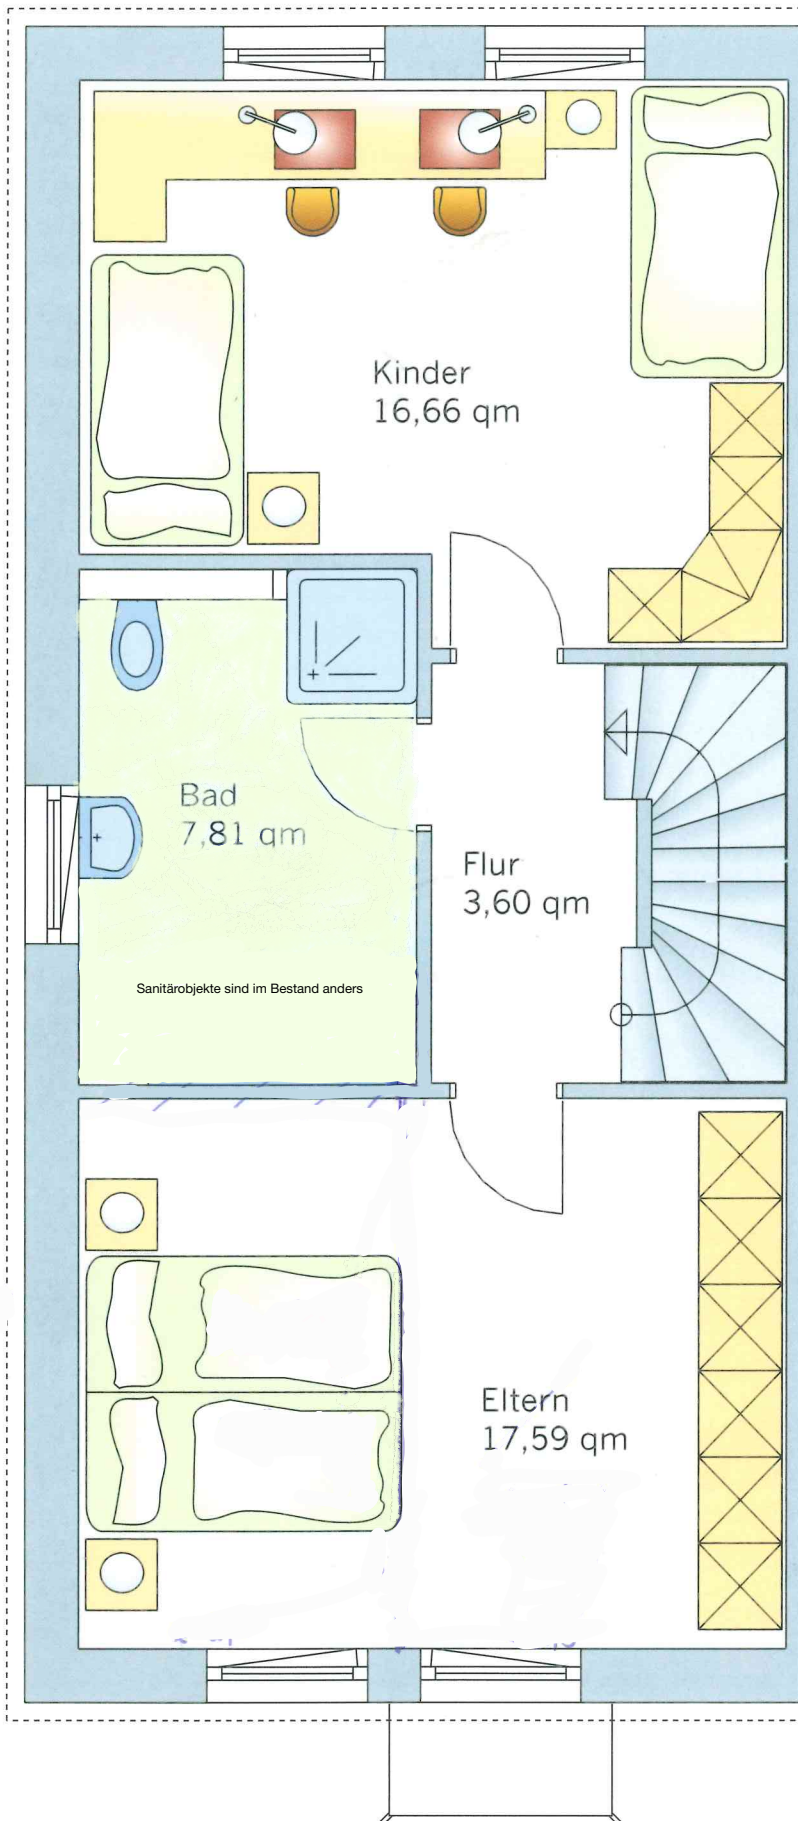 Kinder
16,66 qm
Bad
7,81 qm
Flur
3,60 qm
Sanitärobjekte sind im Bestand anders
Eltern
17,59 qm